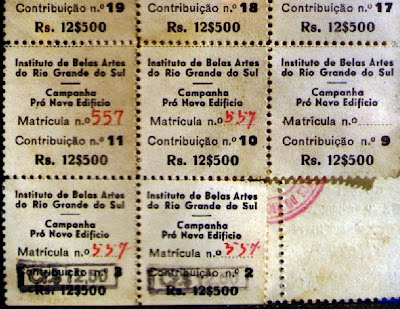 Contribuição n.º 19
Rs. 12$500
Contribuição n.º 18
Rs. 12$500
Contribuição n.º 17
Rs. 12$500
Instituto de Belas Artes
do Rio Grande do Sul
Campanha
Pró Novo Edificio
Matrícula n.º 557
Contribuição n.º 11
Rs. 12$500
Instituto de Belas Artes
do Rio Grande do Sul
Campanha
Pró Novo Edificio
Matrícula n.º 557
Contribuição n.º 10
Rs. 12$500
Instituto de Belas Artes
do Rio Grande do Sul
Campanha
Pró Novo Edificio
Matrícula n.º
Contribuição n.º 9
Rs. 12$500
Instituto de Belas Artes
do Rio Grande do Sul
Campanha
Pró Novo Edificio
Matrícula n.º 557
Contribuição n.º 3
Rs. 12$500
Instituto de Belas Artes
do Rio Grande do Sul
Campanha
Pró Novo Edificio
Matrícula n.º 557
Contribuição n.º 2
Rs. 12$500